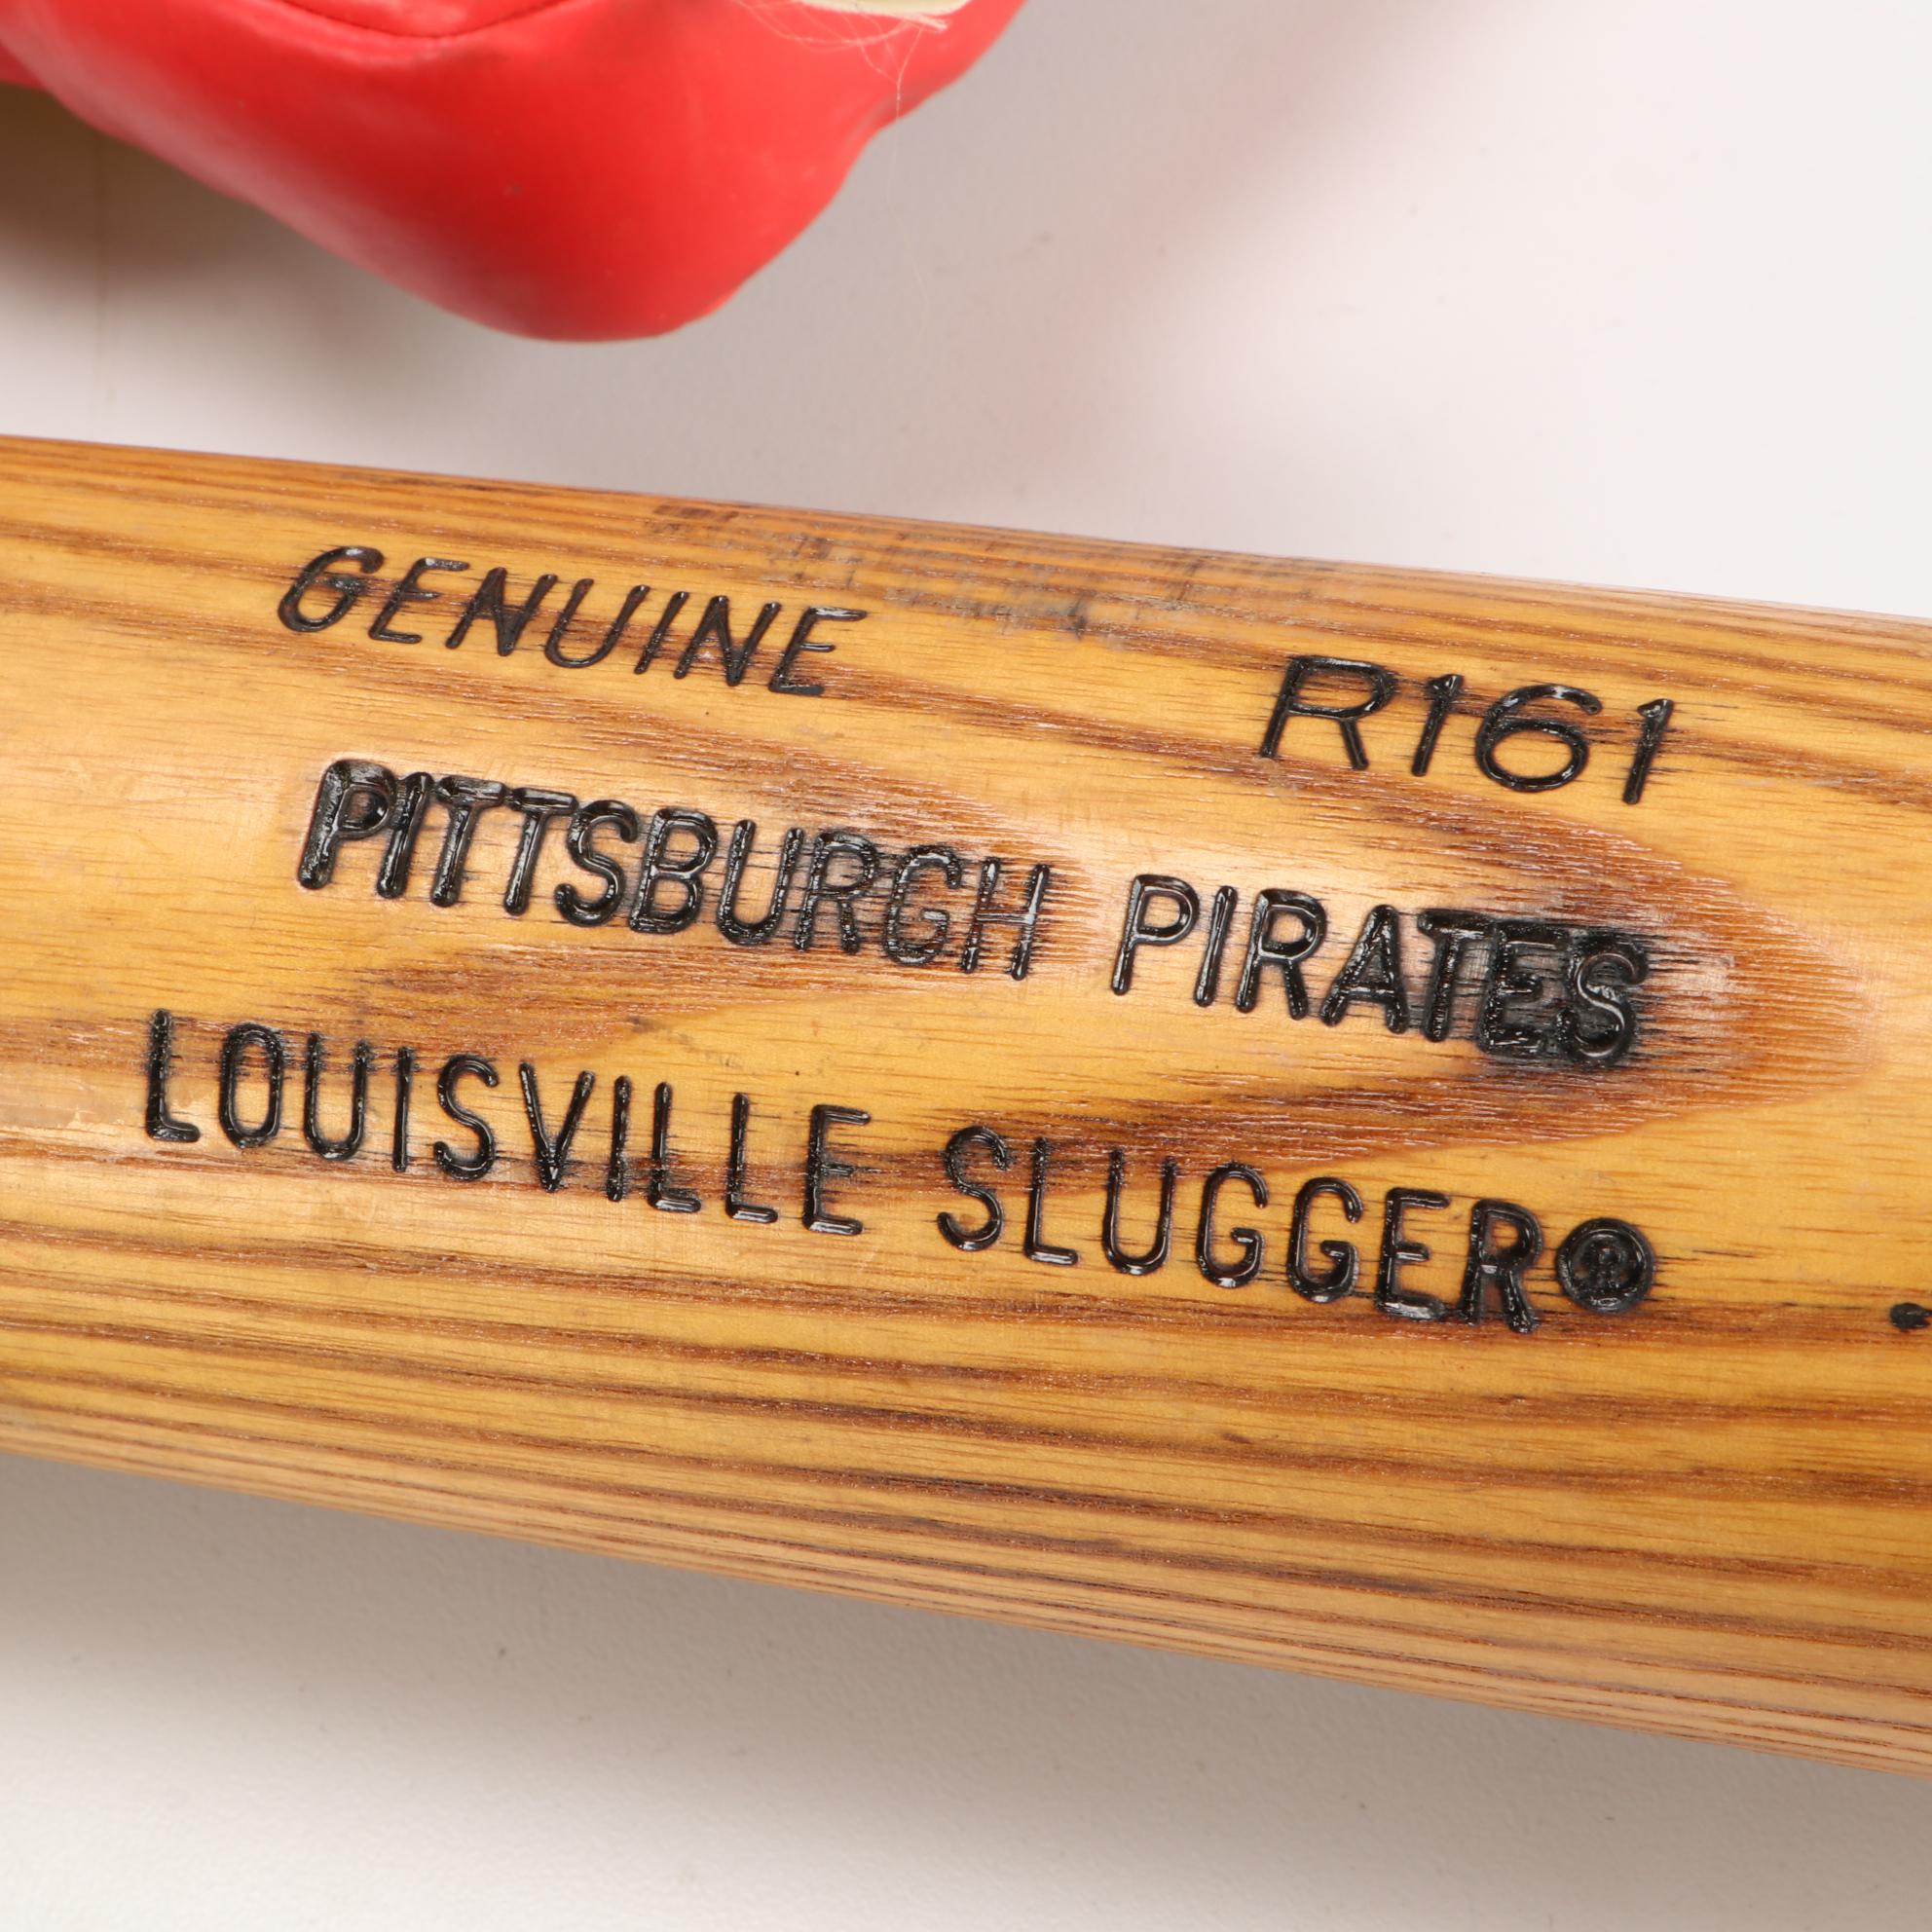 GENUINE
R161
PITTSBURGH PIRATES
LOUISVILLE SLUGGER®